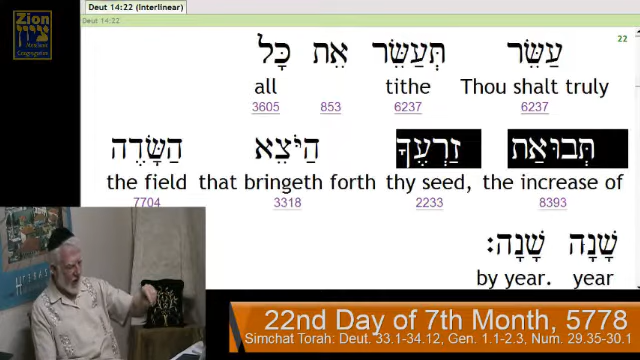 Zion
ציון
Messianic
Congregation
Deut 14:22 (Interlinear)
Deut 14:22
22
עַשֵּׂר תְּעַשֵּׂר אֵת כָּל
Thou shalt truly tithe all
6237 6237 853 3605
תְּבוּאַת זַרְעֶךָ הַיֹּצֵא הַשָּׂדֶה
the increase of thy seed, that bringeth forth the field
8393 2233 3318 7704
שָׁנָה שָׁנָה׃
year by year.
22nd Day of 7th Month, 5778
Simchat Torah: Deut. 33.1-34.12, Gen. 1.1-2.3, Num. 29.35-30.1